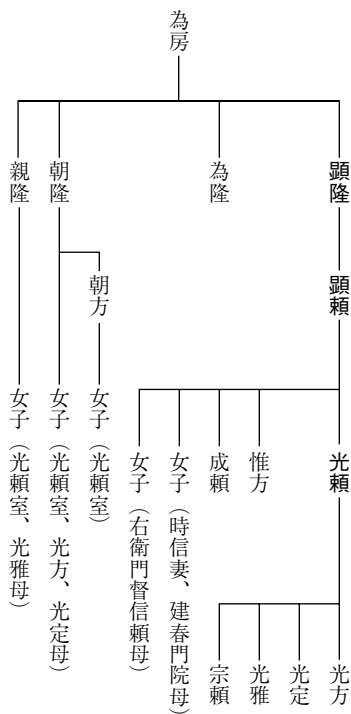 為房
顕隆
為隆
朝隆
親隆
顕頼
朝方
光頼
惟方
成頼
女子（時信妻、建春門院母）
女子（右衛門督信頼母）
女子（光頼室）
女子（光頼室、光方、光定母）
女子（光頼室、光雅母）
光方
光定
光雅
宗頼